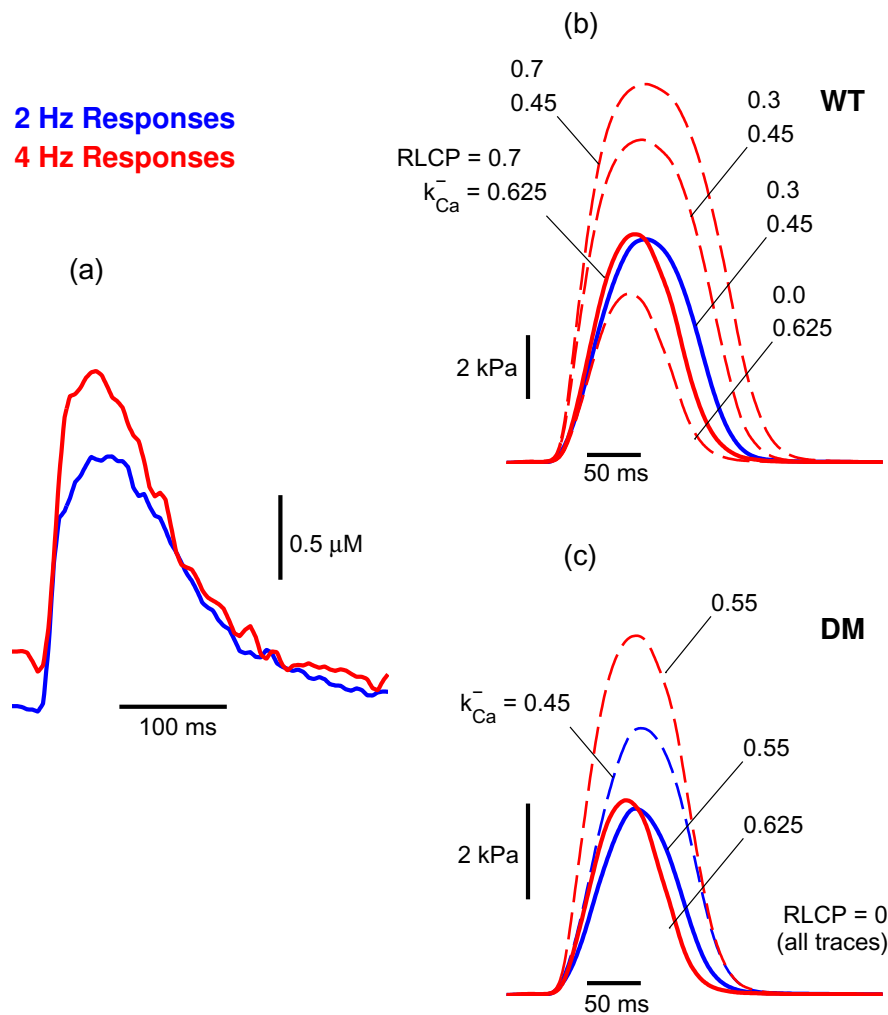 2 Hz Responses
4 Hz Responses
(a)
0.5 μM
100 ms
(b)
WT
0.7
0.45
RLCP = 0.7
k⁻Ca = 0.625
0.3
0.45
0.3
0.45
0.0
0.625
2 kPa
50 ms
(c)
DM
0.55
k⁻Ca = 0.45
0.55
0.625
2 kPa
RLCP = 0
(all traces)
50 ms